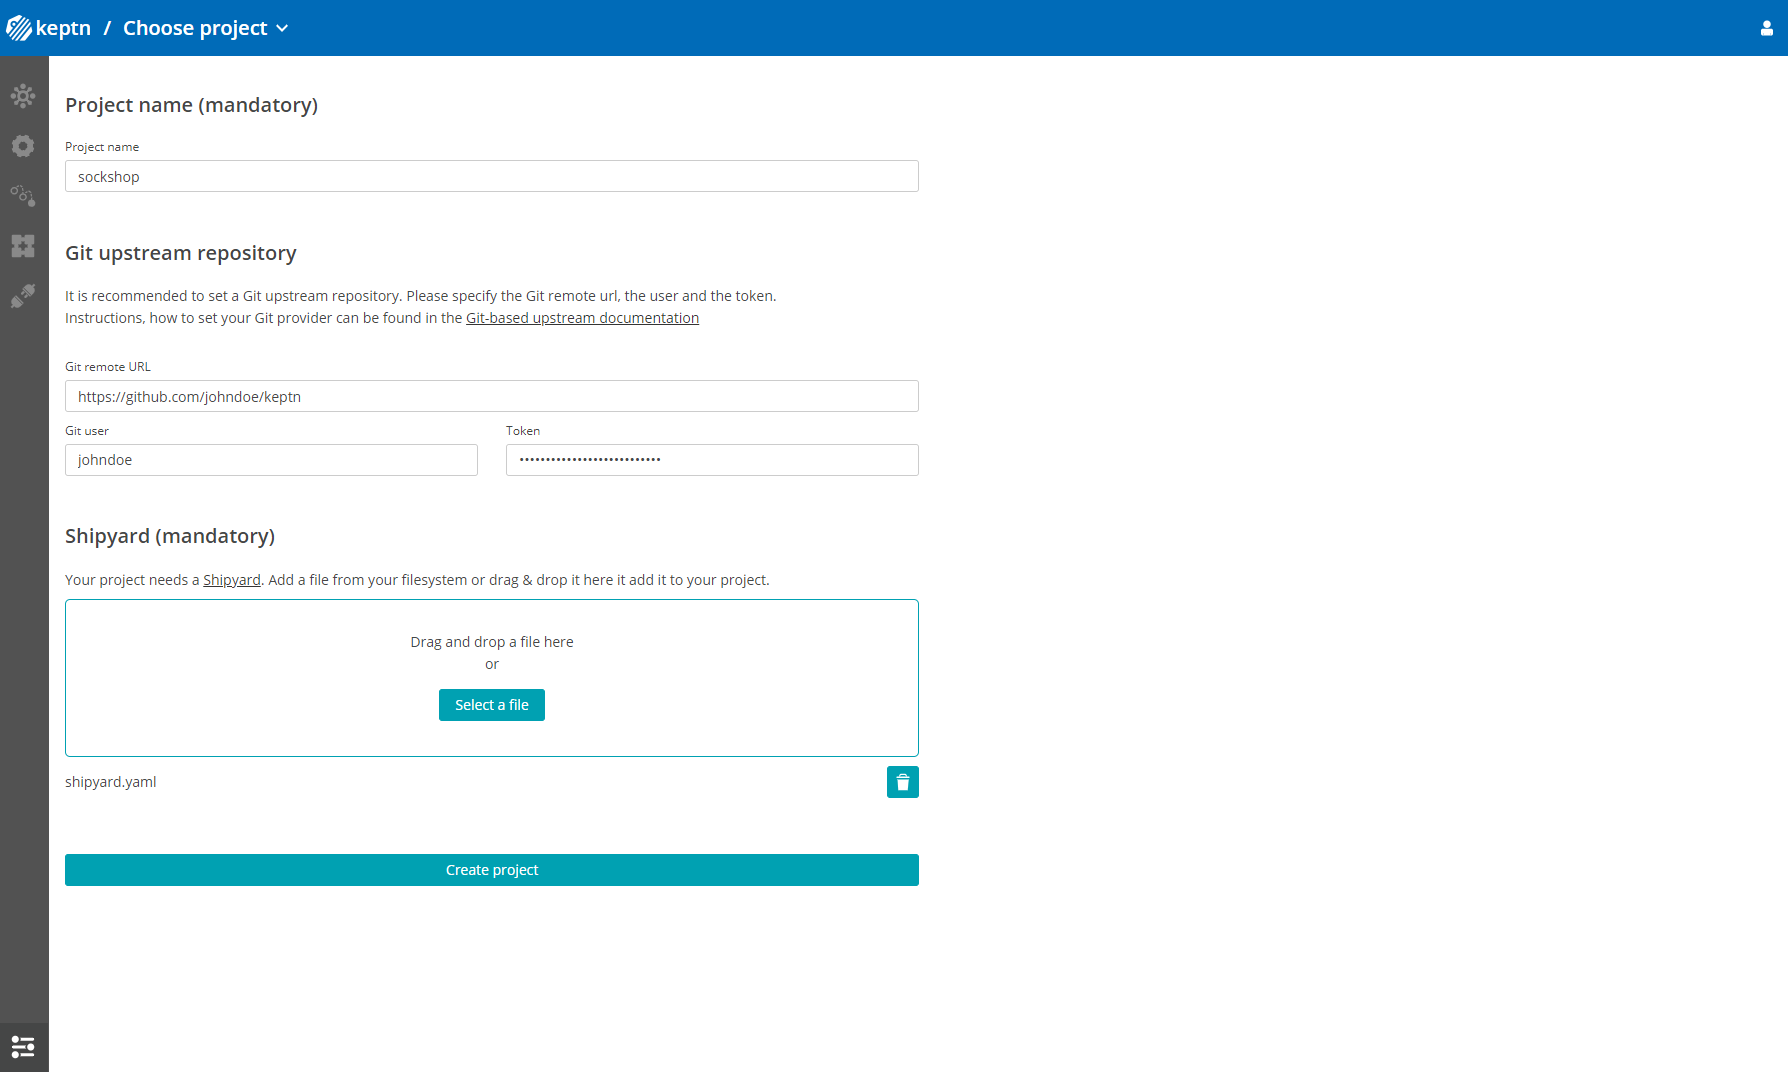 keptn / Choose project
Project name (mandatory)
Project name
sockshop
Git upstream repository
It is recommended to set a Git upstream repository. Please specify the Git remote url, the user and the token.
Instructions, how to set your Git provider can be found in the Git-based upstream documentation
Git remote URL
https://github.com/johndoe/keptn
Git user
Token
johndoe
•••••••••••••••••••••••••••
Shipyard (mandatory)
Your project needs a Shipyard. Add a file from your filesystem or drag & drop it here it add it to your project.
Drag and drop a file here
or
Select a file
shipyard.yaml
Create project